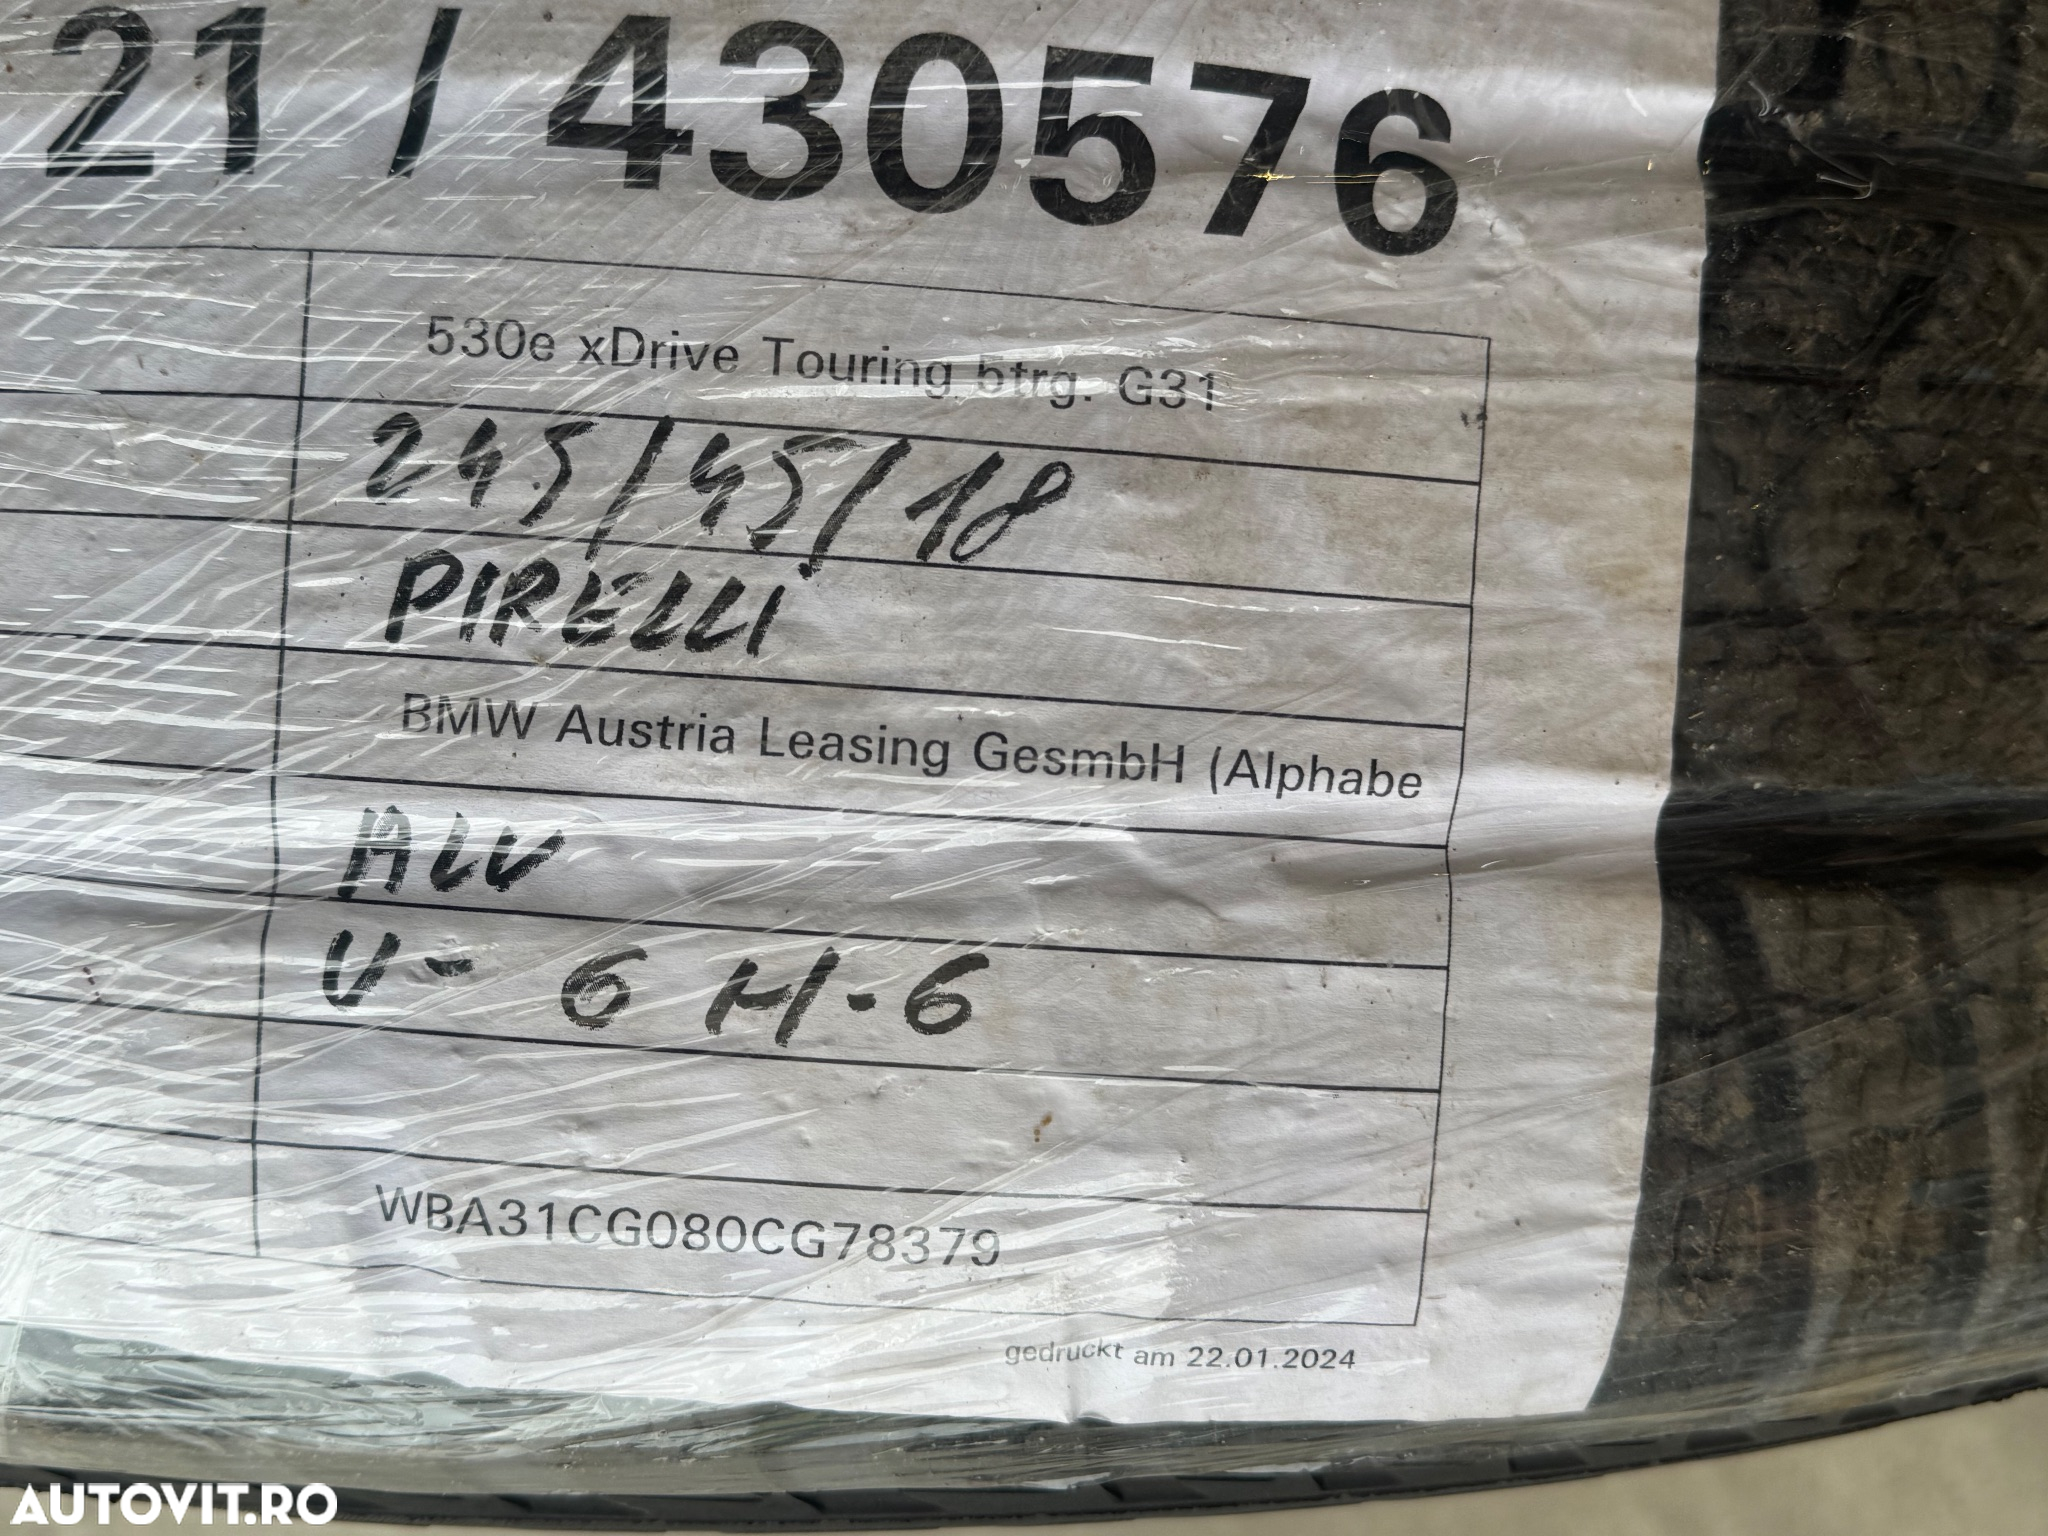 21 / 430576
530e xDrive Touring 5trg. G31
245/45/18
PIRELLI
BMW Austria Leasing GesmbH (Alphabe
ALU
V- 6 H-6
WBA31CG080CG78379
gedruckt am 22.01.2024
AUTOVIT.RO